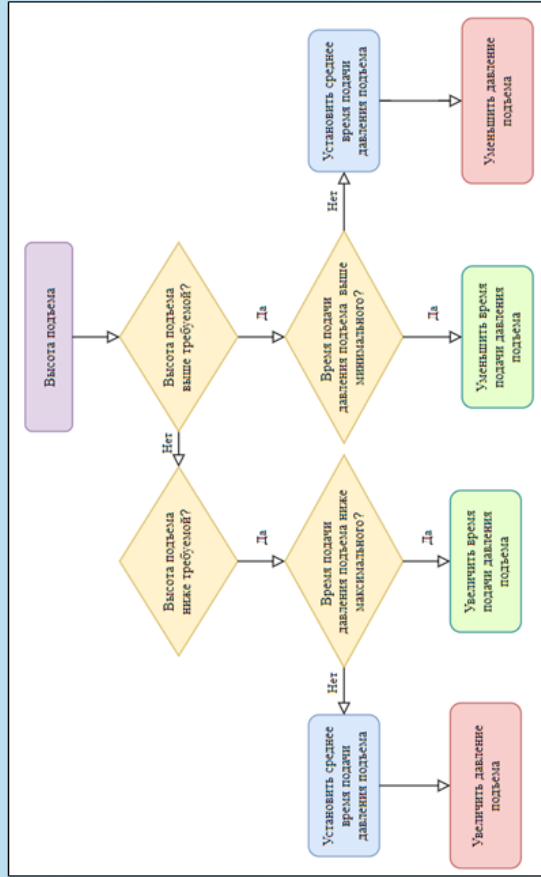 Высота подъема
Высота подъема
выше требуемой?
Нет
Да
Высота подъема
ниже требуемой?
Да
Время подачи
давления подъема выше
минимального?
Нет
Да
Установить среднее
время подачи
давления подъема
Уменьшить давление
подъема
Уменьшить время
подачи давления
подъема
Время подачи
давления подъема ниже
максимального?
Нет
Да
Установить среднее
время подачи
давления подъема
Увеличить давление
подъема
Увеличить время
подачи давления
подъема